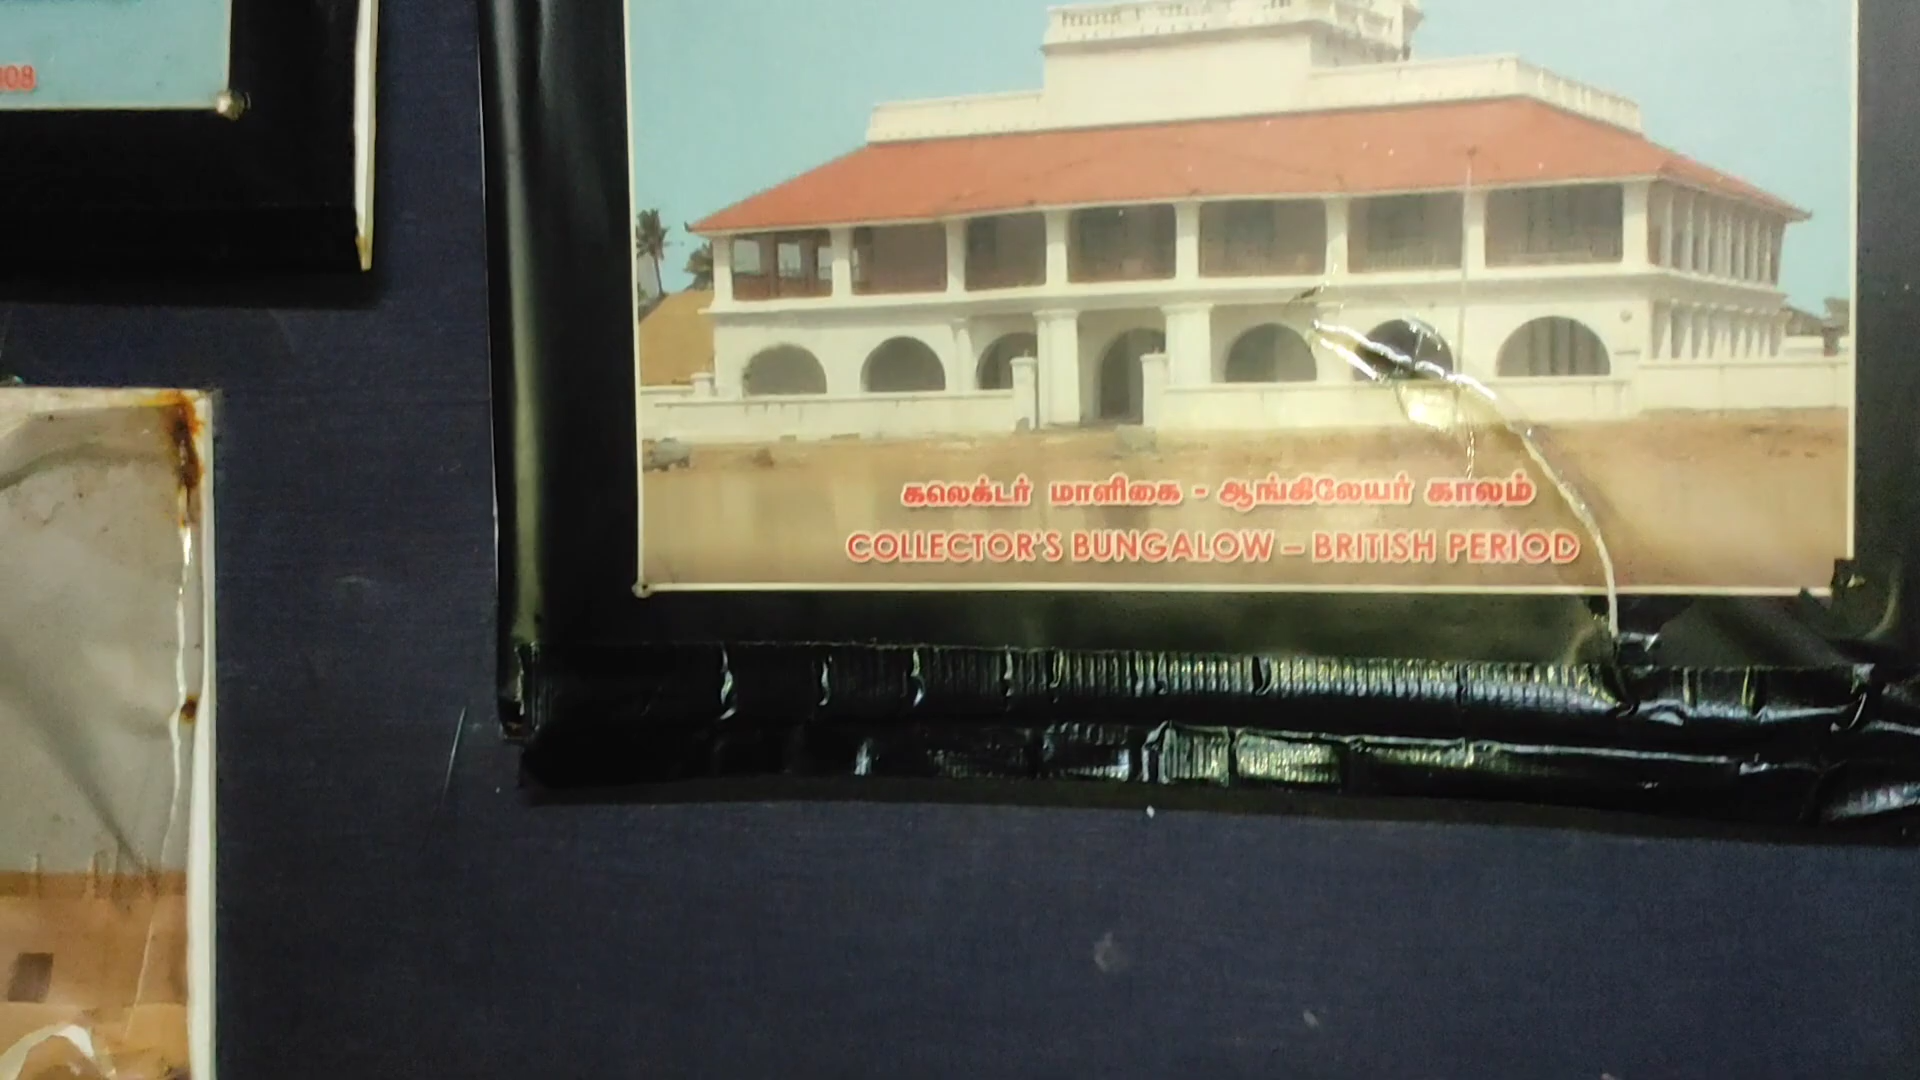 கலெக்டர் மாளிகை - ஆங்கிலேயர் காலம்
COLLECTOR'S BUNGALOW – BRITISH PERIOD